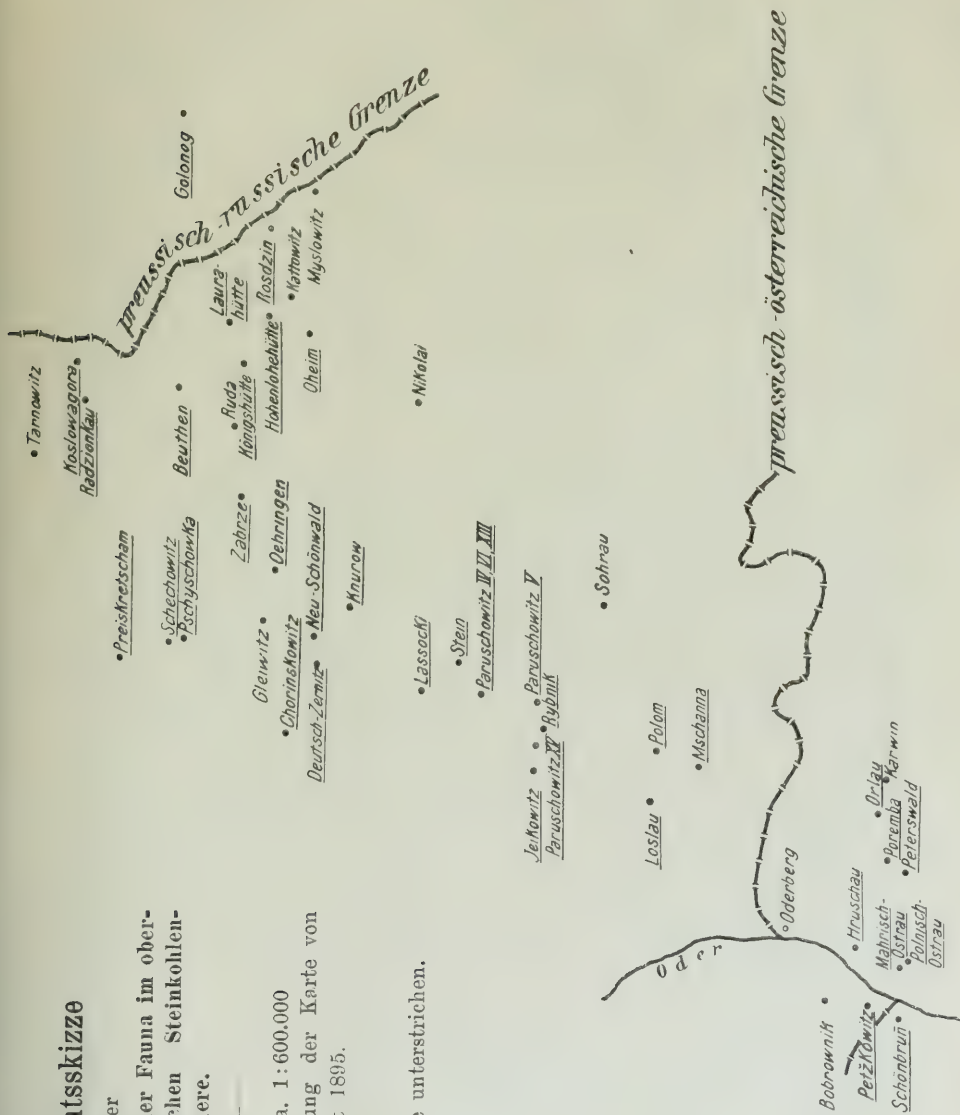 tsskizze
er
er Fauna im ober-
chen Steinkohlen-
ere.
a. 1:600.000
ung der Karte von
1895.
unterstrichen.
Tarnowitz
Koslowagora
Radzionkau
preussisch-russische Grenze
Golonog
Preiskretscham
Schechowitz
Pschyschowka
Beuthen
Laura-
hütte
Ruda
Königshütte
Rosdzin
Hohenlohehütte
Kattowitz
Myslowitz
Zabrze
Oehringen
Oheim
Gleiwitz
Chorinskowitz
Deutsch-Zernitz
Neu-Schönwald
Knurow
Nikolai
Lassocki
Stein
Paruschowitz IV, VI, XIII
Paruschowitz V
Jeikowitz
Rybnik
Paruschowitz XV
Sohrau
Loslau
Polom
Mschanna
preussisch-österreichische Grenze
Oder
Oderberg
Hruschau
Mährisch-
Ostrau
Polnisch-
Ostrau
Orlau
Poremba
Karwin
Peterswald
Bobrownik
Petžkowitz
Schönbrunn̄